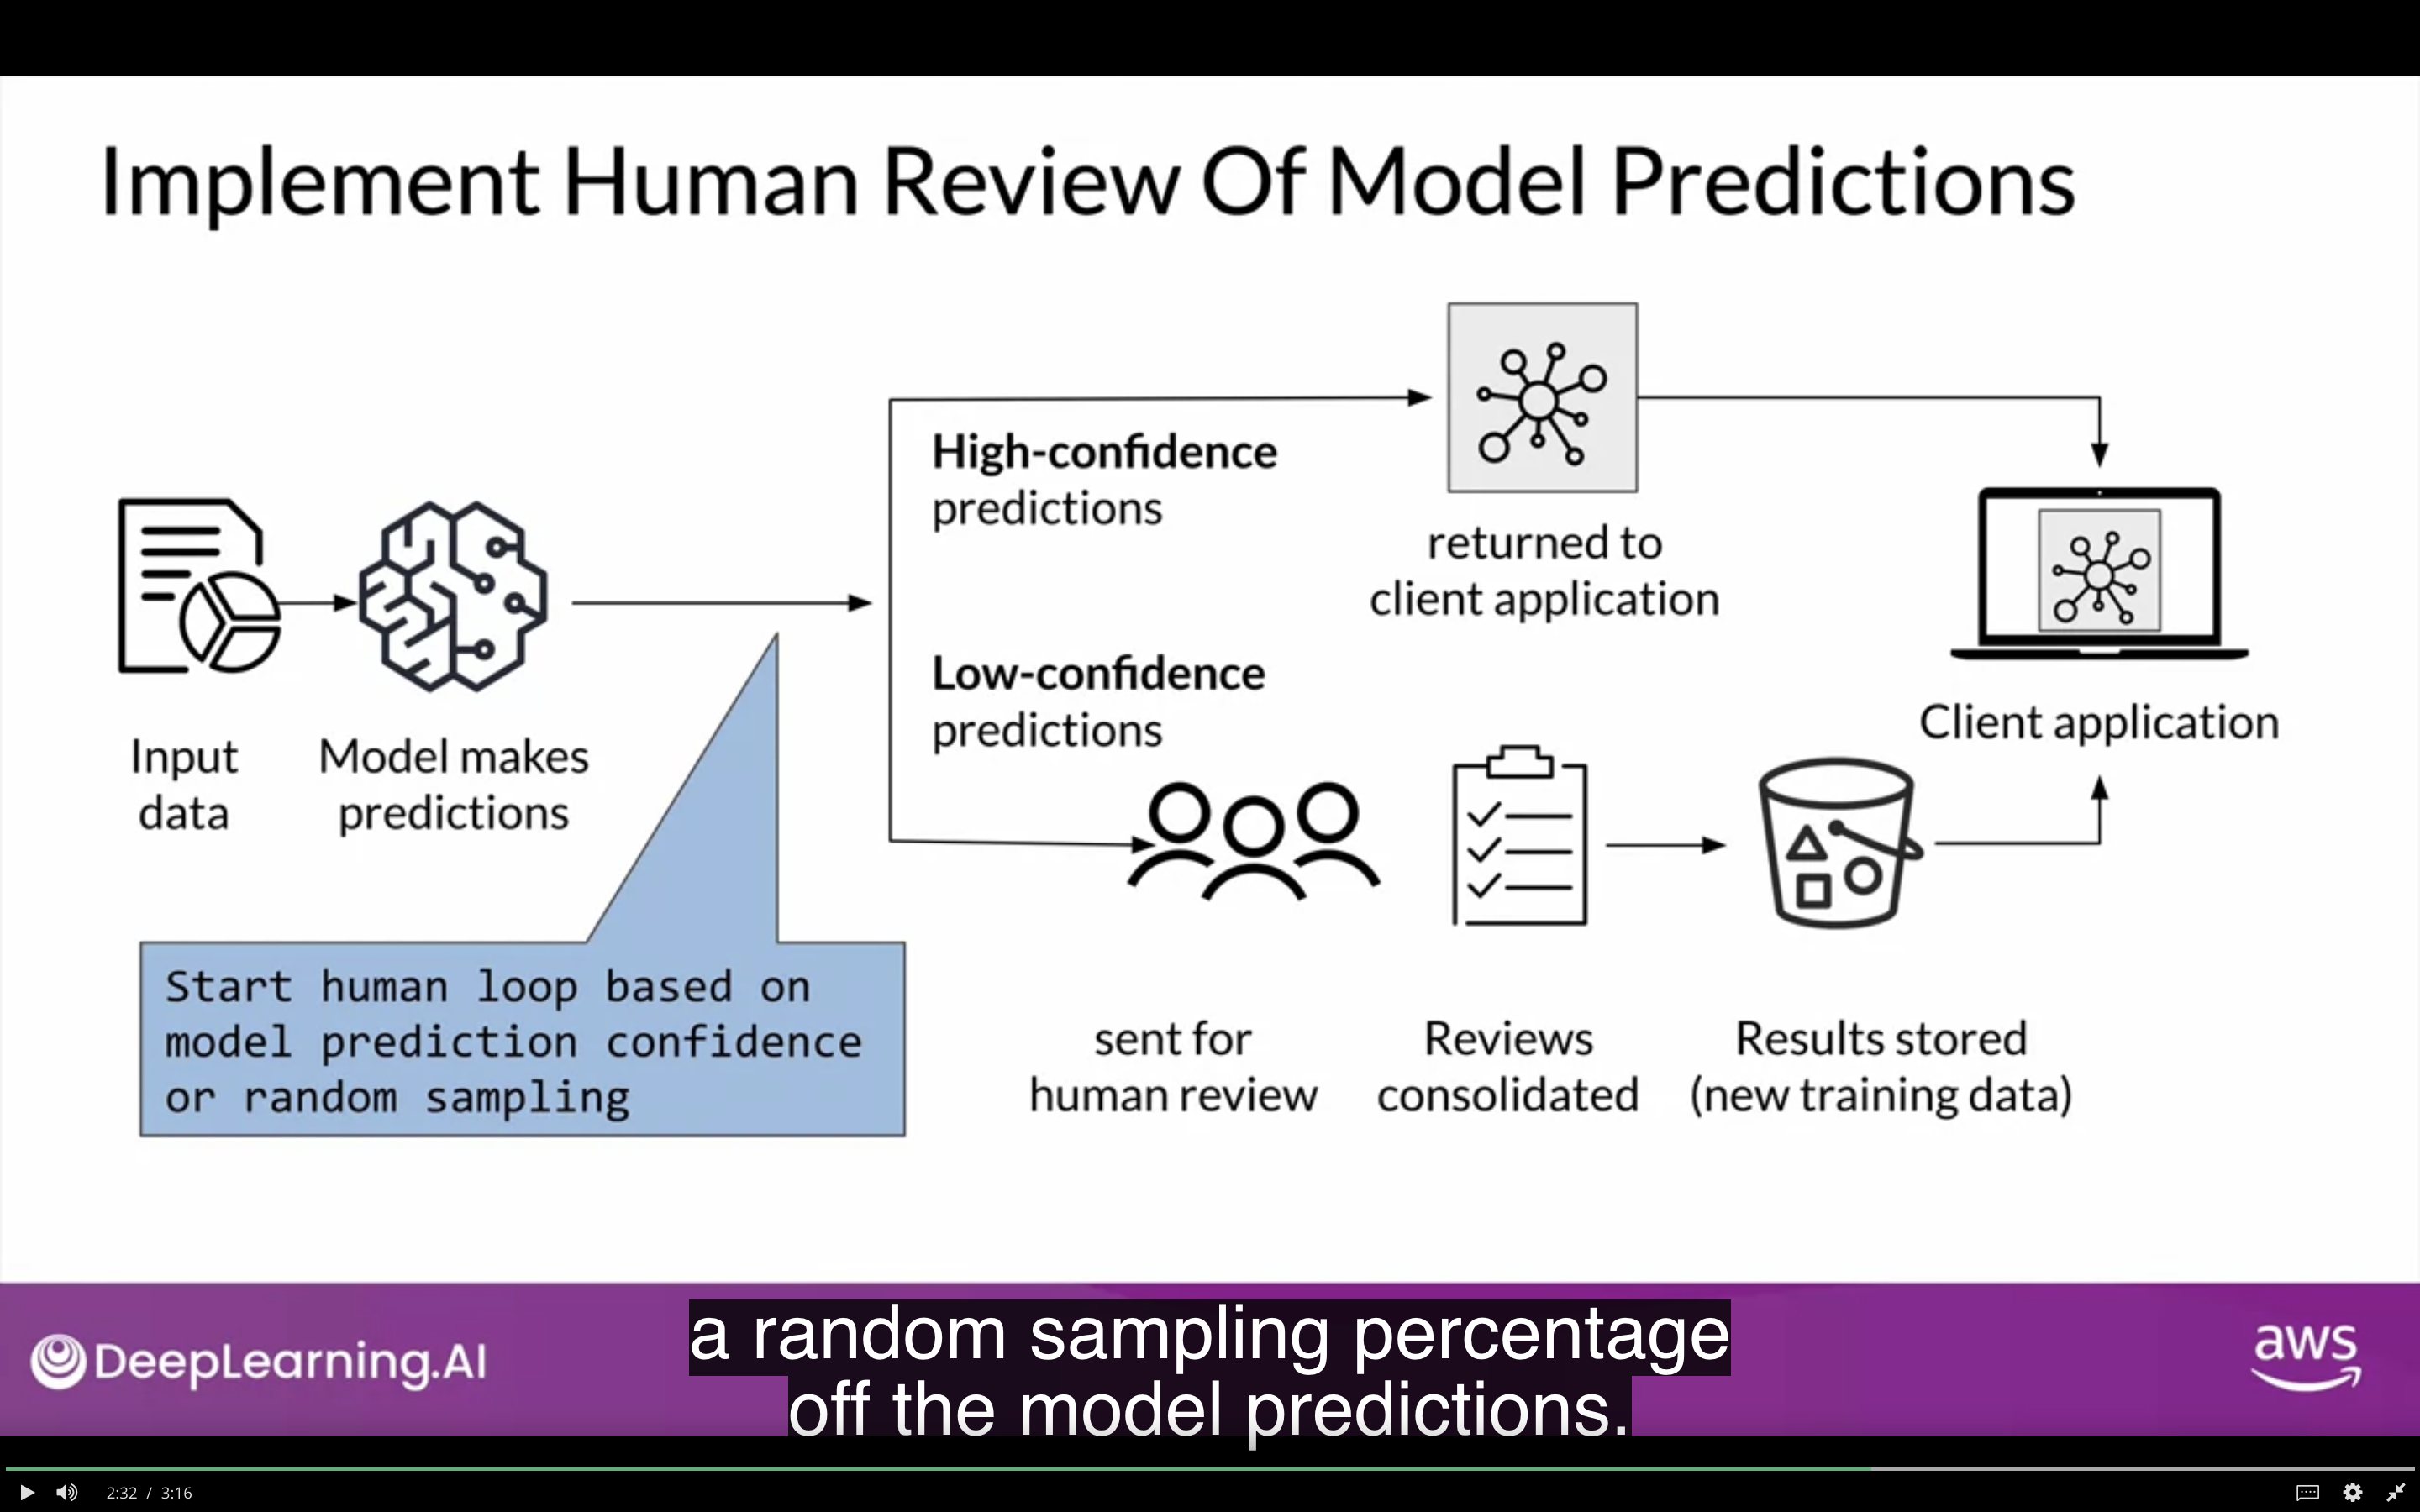 Implement Human Review Of Model Predictions
High-confidence
predictions
returned to
client application
Low-confidence
predictions
Client application
Input
data
Model makes
predictions
Start human loop based on
model prediction confidence
or random sampling
sent for
human review
Reviews
consolidated
Results stored
(new training data)
DeepLearning.AI
a random sampling percentage
off the model predictions.
aws
2:32 / 3:16